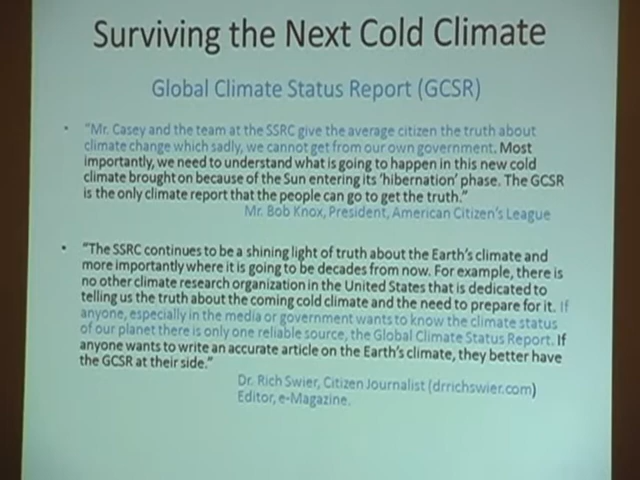 Surviving the Next Cold Climate
Global Climate Status Report (GCSR)
• "Mr. Casey and the team at the SSRC give the average citizen the truth about
climate change which sadly, we cannot get from our own government. Most
importantly, we need to understand what is going to happen in this new cold
climate brought on because of the Sun entering its 'hibernation' phase. The GCSR
is the only climate report that the people can go to get the truth."
Mr. Bob Knox, President, American Citizen's League
• "The SSRC continues to be a shining light of truth about the Earth's climate and
more importantly where it is going to be decades from now. For example, there is
no other climate research organization in the United States that is dedicated to
telling us the truth about the coming cold climate and the need to prepare for it. If
anyone, especially in the media or government wants to know the climate status
of our planet there is only one reliable source, the Global Climate Status Report. If
anyone wants to write an accurate article on the Earth's climate, they better have
the GCSR at their side."
Dr. Rich Swier, Citizen Journalist (drrichswier.com)
Editor, e-Magazine.